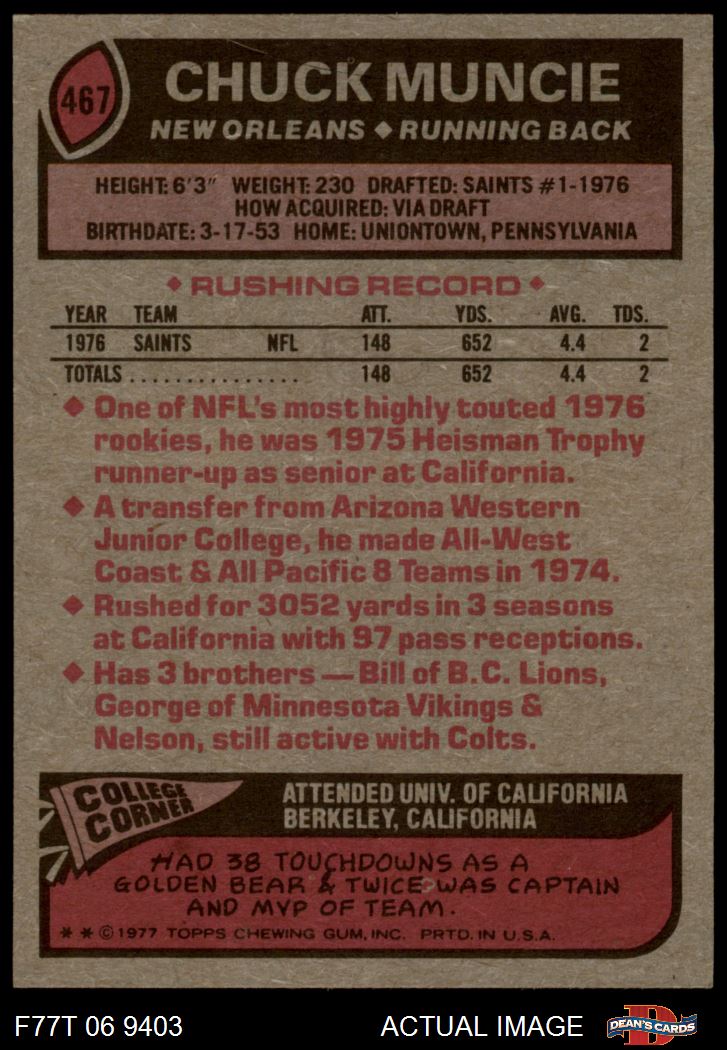 467
CHUCK MUNCIE
NEW ORLEANS ◆ RUNNING BACK
HEIGHT: 6'3" WEIGHT: 230 DRAFTED: SAINTS #1-1976
HOW ACQUIRED: VIA DRAFT
BIRTHDATE: 3-17-53 HOME: UNIONTOWN, PENNSYLVANIA
◆ RUSHING RECORD ◆
YEAR TEAM ATT. YDS. AVG. TDS.
1976 SAINTS NFL 148 652 4.4 2
TOTALS ................ 148 652 4.4 2
◆ One of NFL's most highly touted 1976
rookies, he was 1975 Heisman Trophy
runner-up as senior at California.
◆ A transfer from Arizona Western
Junior College, he made All-West
Coast & All Pacific 8 Teams in 1974.
◆ Rushed for 3052 yards in 3 seasons
at California with 97 pass receptions.
◆ Has 3 brothers — Bill of B.C. Lions,
George of Minnesota Vikings &
Nelson, still active with Colts.
COLLEGE
CORNER
ATTENDED UNIV. OF CALIFORNIA
BERKELEY, CALIFORNIA
HAD 38 TOUCHDOWNS AS A
GOLDEN BEAR & TWICE WAS CAPTAIN
AND MVP OF TEAM.
* * © 1977 TOPPS CHEWING GUM, INC. PRTD. IN U.S.A.
F77T 06 9403
ACTUAL IMAGE
D
DEAN'S CARDS